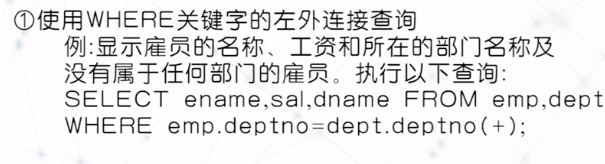 ①使用WHERE关键字的左外连接查询
例:显示雇员的名称、工资和所在的部门名称及
没有属于任何部门的雇员。执行以下查询:
SELECT ename,sal,dname FROM emp,dept
WHERE emp.deptno=dept.deptno(+);